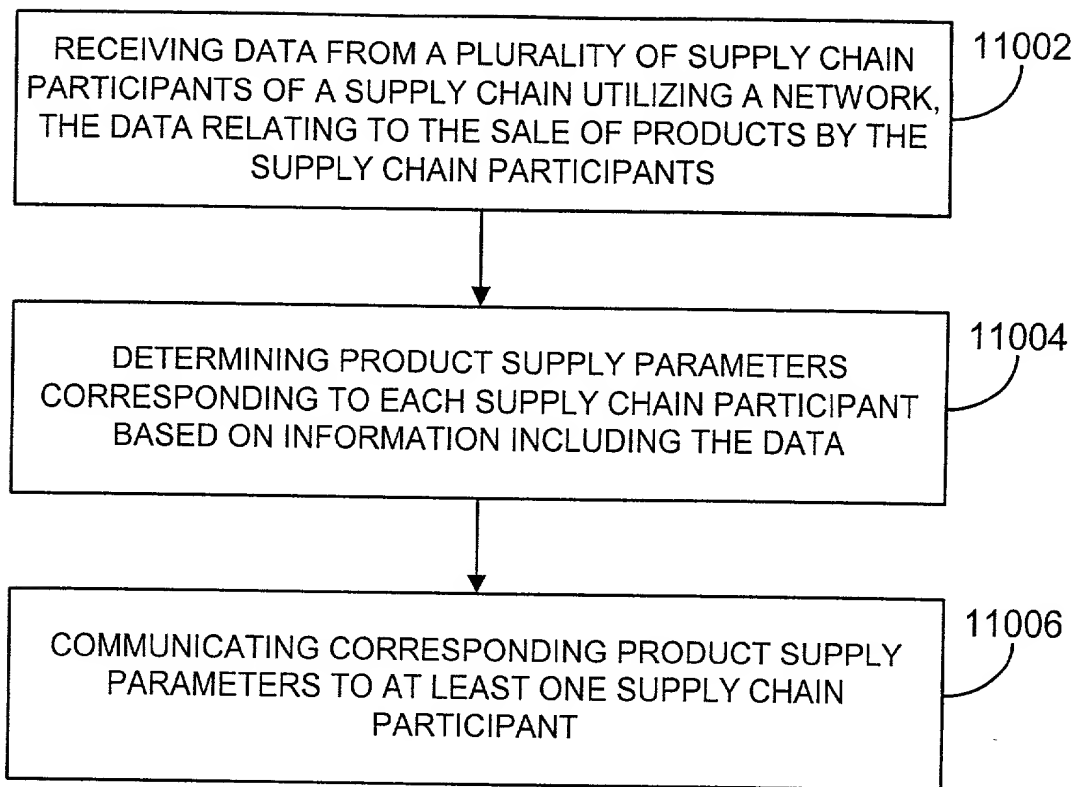 RECEIVING DATA FROM A PLURALITY OF SUPPLY CHAIN
PARTICIPANTS OF A SUPPLY CHAIN UTILIZING A NETWORK,
THE DATA RELATING TO THE SALE OF PRODUCTS BY THE
SUPPLY CHAIN PARTICIPANTS
11002
DETERMINING PRODUCT SUPPLY PARAMETERS
CORRESPONDING TO EACH SUPPLY CHAIN PARTICIPANT
BASED ON INFORMATION INCLUDING THE DATA
11004
COMMUNICATING CORRESPONDING PRODUCT SUPPLY
PARAMETERS TO AT LEAST ONE SUPPLY CHAIN
PARTICIPANT
11006